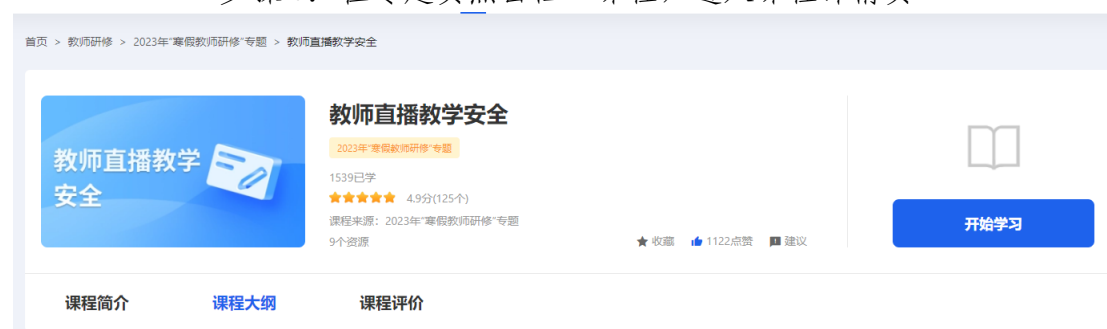 首页 > 教师研修 > 2023年"寒假教师研修"专题 > 教师直播教学安全
教师直播教学
安全
教师直播教学安全
2023年"寒假教师研修"专题
1539已学
4.9分(125个)
课程来源：2023年"寒假教师研修"专题
9个资源
收藏 1122点赞 建议
开始学习
课程简介 课程大纲 课程评价